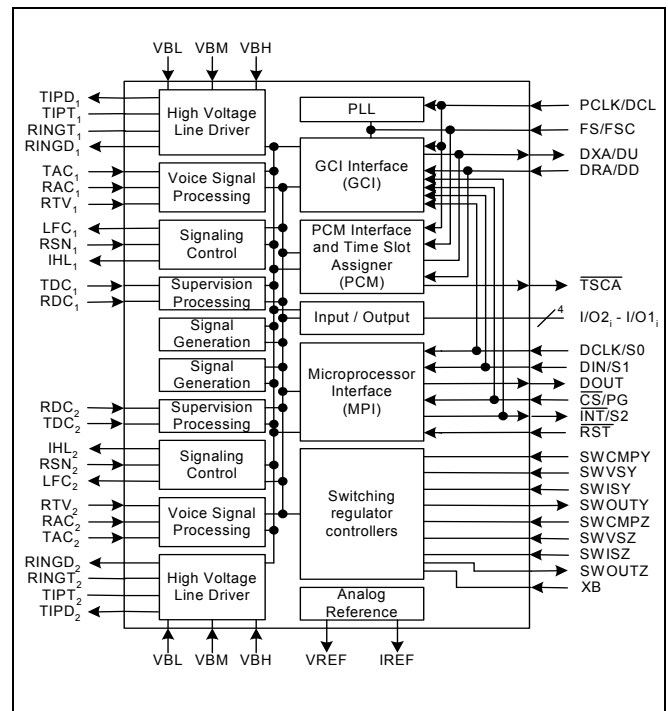 VBL VBM VBH
TIPD1
TIPT1
RINGT1
RINGD1
TAC1
RAC1
RTV1
LFC1
RSN1
IHL1
TDC1
RDC1
RDC2
TDC2
IHL2
RSN2
LFC2
RTV2
RAC2
TAC2
RINGD2
RINGT2
TIPT2
TIPD2
High Voltage
Line Driver
Voice Signal
Processing
Signaling
Control
Supervision
Processing
Signal
Generation
Signal
Generation
Supervision
Processing
Signaling
Control
Voice Signal
Processing
High Voltage
Line Driver
PLL
GCI Interface
(GCI)
PCM Interface
and Time Slot
Assigner
(PCM)
Input / Output
Microprocessor
Interface
(MPI)
Switching
regulator
controllers
Analog
Reference
PCLK/DCL
FS/FSC
DXA/DU
DRA/DD
TSCA
4
I/O2i - I/O1i
DCLK/S0
DIN/S1
DOUT
CS/PG
INT/S2
RST
SWCMPY
SWVSY
SWISY
SWOUTY
SWCMPZ
SWVSZ
SWISZ
SWOUTZ
XB
VBL VBM VBH
VREF IREF